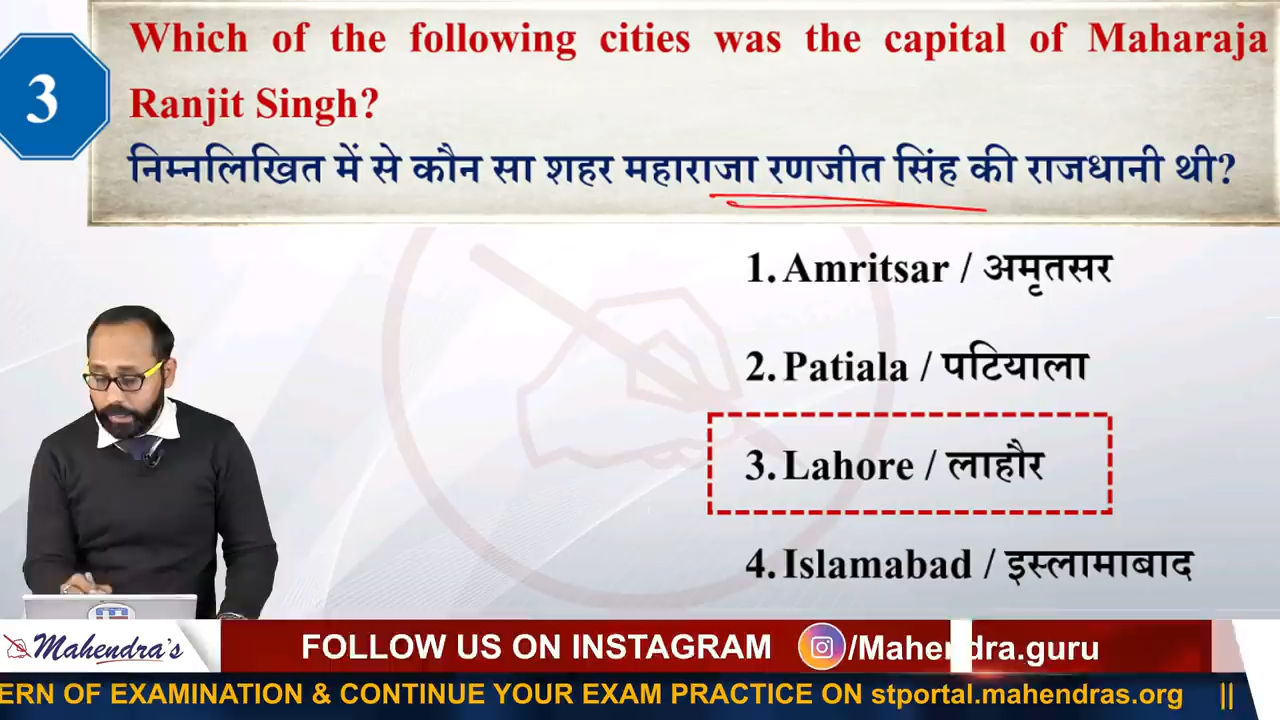 3
Which of the following cities was the capital of Maharaja
Ranjit Singh?
निम्नलिखित में से कौन सा शहर महाराजा रणजीत सिंह की राजधानी थी?
1. Amritsar / अमृतसर
2. Patiala / पटियाला
3. Lahore / लाहौर
4. Islamabad / इस्लामाबाद
Mahendra's
FOLLOW US ON INSTAGRAM /Mahendra.guru
ERN OF EXAMINATION & CONTINUE YOUR EXAM PRACTICE ON stportal.mahendras.org ||